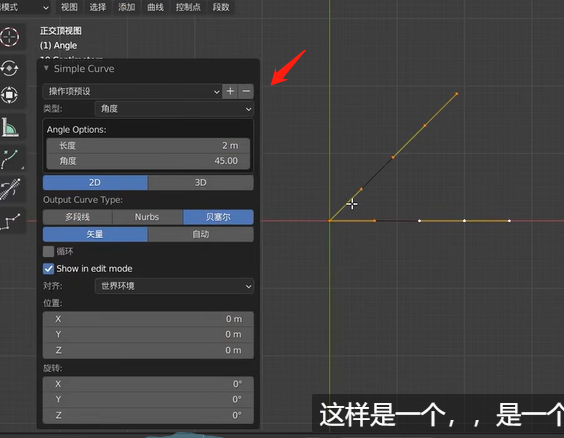 模式 视图 选择 添加 曲线 控制点 段数
正交顶视图
(1) Angle
10 Centimeters
Simple Curve
操作项预设 + −
类型: 角度
Angle Options:
长度 2 m
角度 45.00
2D 3D
Output Curve Type:
多段线 Nurbs 贝塞尔
矢量 自动
循环
Show in edit mode
对齐: 世界环境
位置:
X 0 m
Y 0 m
Z 0 m
旋转:
X 0°
Y 0°
Z 0°
这样是一个，，是一个